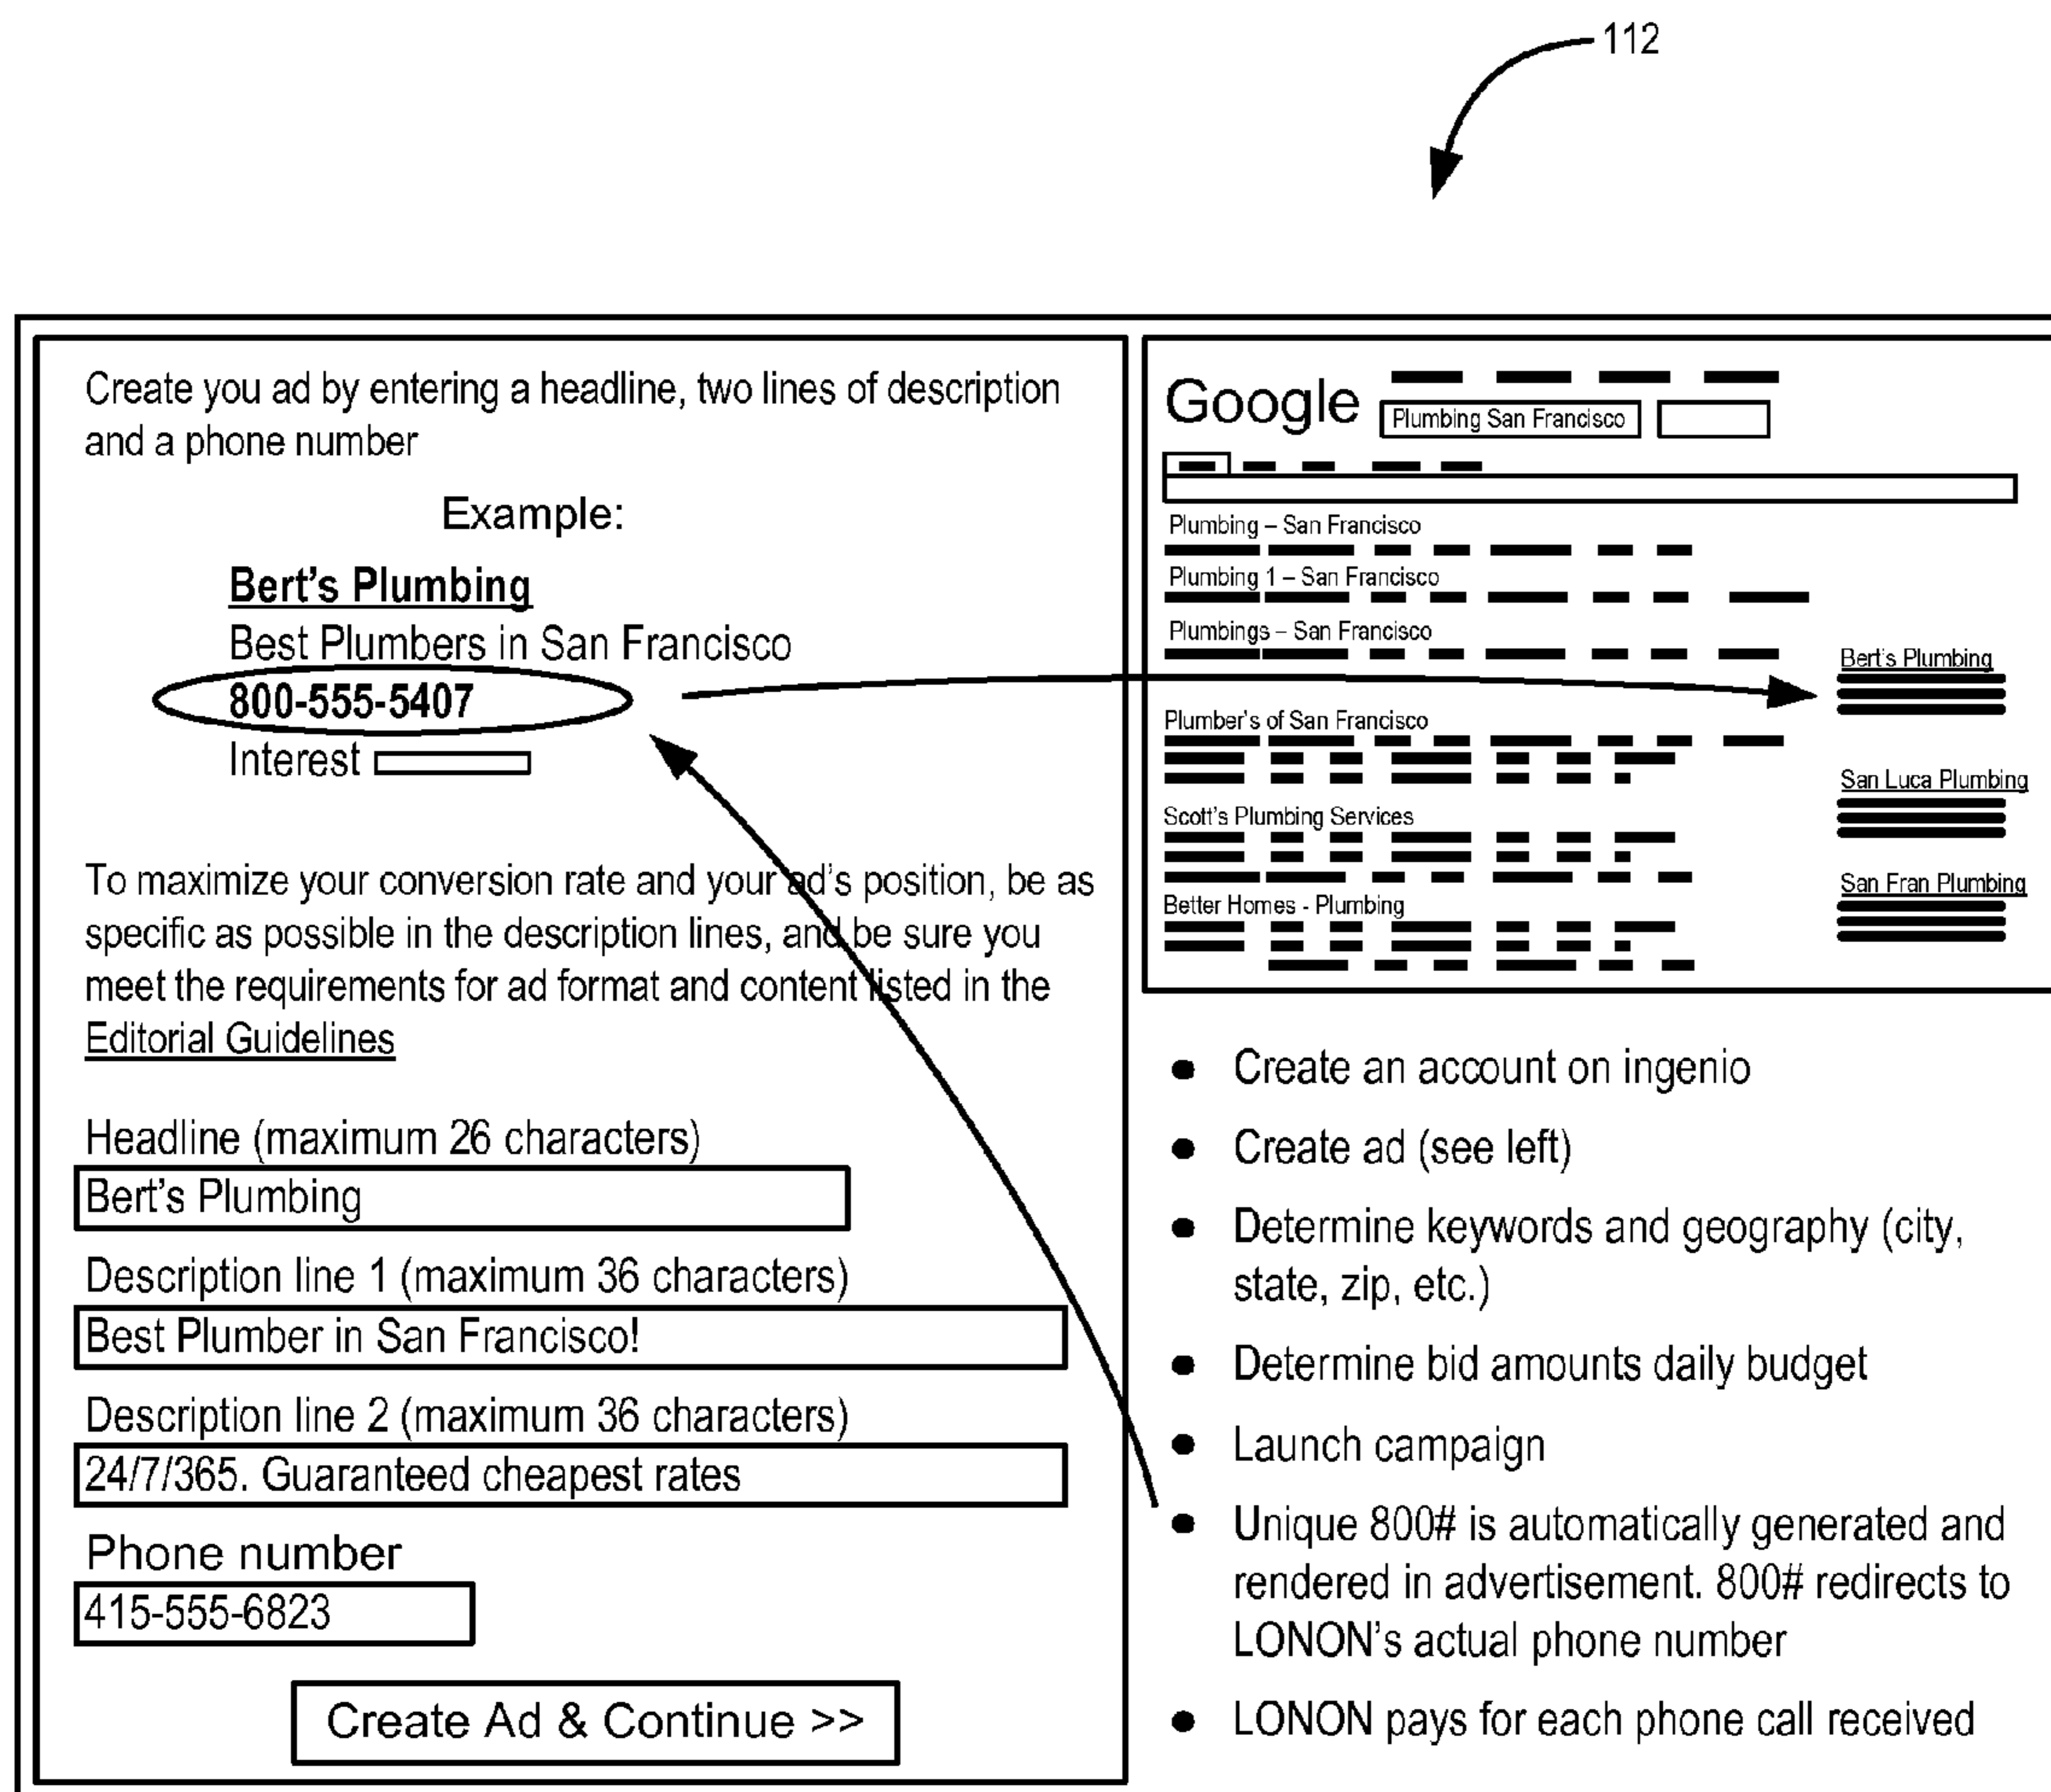 112
Create you ad by entering a headline, two lines of description
and a phone number
Example:
Bert's Plumbing
Best Plumbers in San Francisco
800-555-5407
Interest
To maximize your conversion rate and your ad's position, be as
specific as possible in the description lines, and be sure you
meet the requirements for ad format and content listed in the
Editorial Guidelines
Headline (maximum 26 characters)
Bert's Plumbing
Description line 1 (maximum 36 characters)
Best Plumber in San Francisco!
Description line 2 (maximum 36 characters)
24/7/365. Guaranteed cheapest rates
Phone number
415-555-6823
Create Ad & Continue >>
Google
Plumbing San Francisco
Plumbing – San Francisco
Plumbing 1 – San Francisco
Plumbings – San Francisco
Plumber's of San Francisco
Scott's Plumbing Services
Better Homes - Plumbing
Bert's Plumbing
San Luca Plumbing
San Fran Plumbing
● Create an account on ingenio
● Create ad (see left)
● Determine keywords and geography (city,
state, zip, etc.)
● Determine bid amounts daily budget
● Launch campaign
● Unique 800# is automatically generated and
rendered in advertisement. 800# redirects to
LONON's actual phone number
● LONON pays for each phone call received